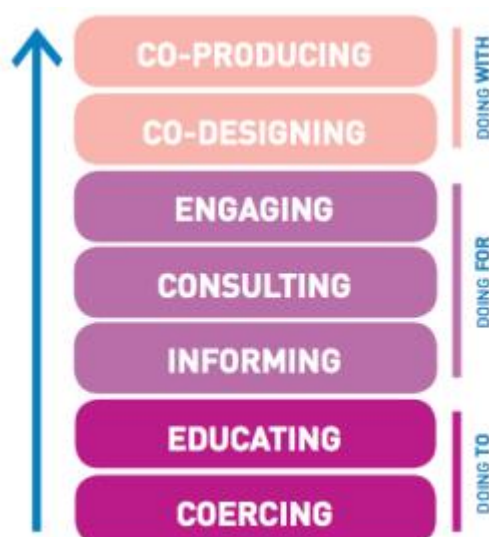 CO-PRODUCING
CO-DESIGNING
DOING WITH
ENGAGING
CONSULTING
INFORMING
DOING FOR
EDUCATING
COERCING
DOING TO